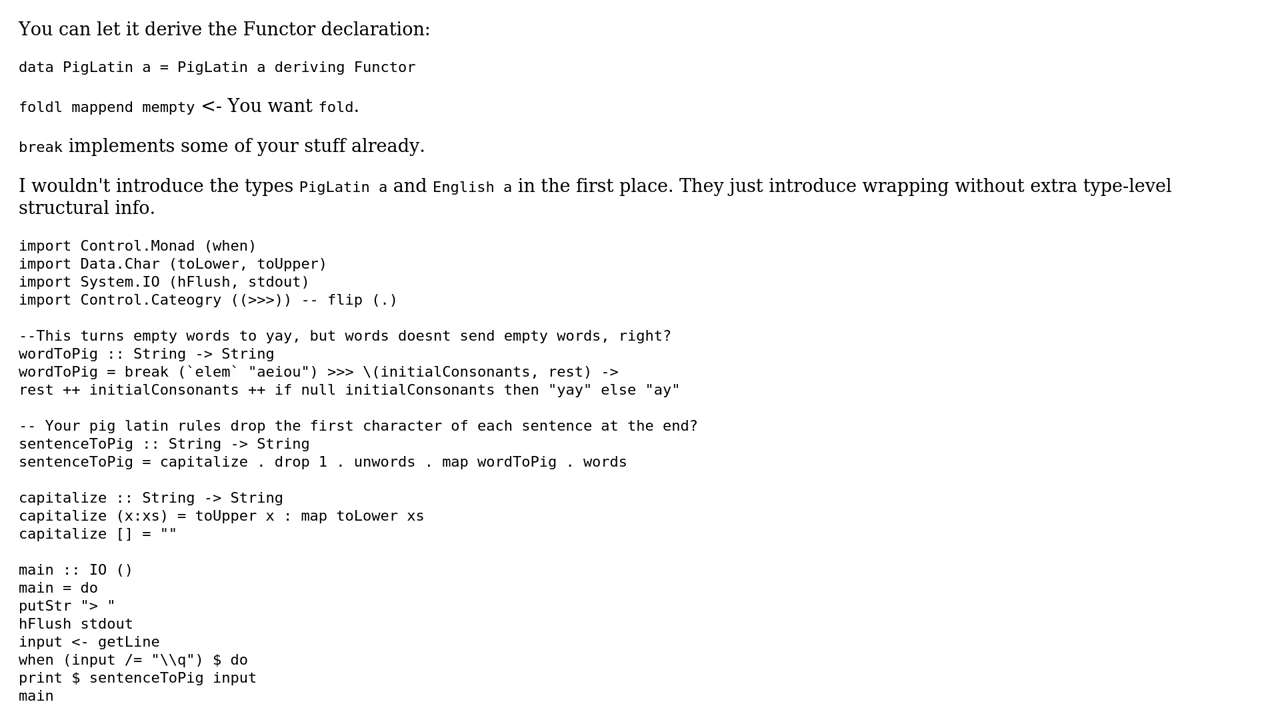 You can let it derive the Functor declaration:
data PigLatin a = PigLatin a deriving Functor
foldl mappend mempty <- You want fold.
break implements some of your stuff already.
I wouldn't introduce the types PigLatin a and English a in the first place. They just introduce wrapping without extra type-level
structural info.
import Control.Monad (when)
import Data.Char (toLower, toUpper)
import System.IO (hFlush, stdout)
import Control.Cateogry ((>>>)) -- flip (.)
--This turns empty words to yay, but words doesnt send empty words, right?
wordToPig :: String -> String
wordToPig = break (`elem` "aeiou") >>> \(initialConsonants, rest) ->
rest ++ initialConsonants ++ if null initialConsonants then "yay" else "ay"
-- Your pig latin rules drop the first character of each sentence at the end?
sentenceToPig :: String -> String
sentenceToPig = capitalize . drop 1 . unwords . map wordToPig . words
capitalize :: String -> String
capitalize (x:xs) = toUpper x : map toLower xs
capitalize [] = ""
main :: IO ()
main = do
putStr "> "
hFlush stdout
input <- getLine
when (input /= "\\q") $ do
print $ sentenceToPig input
main